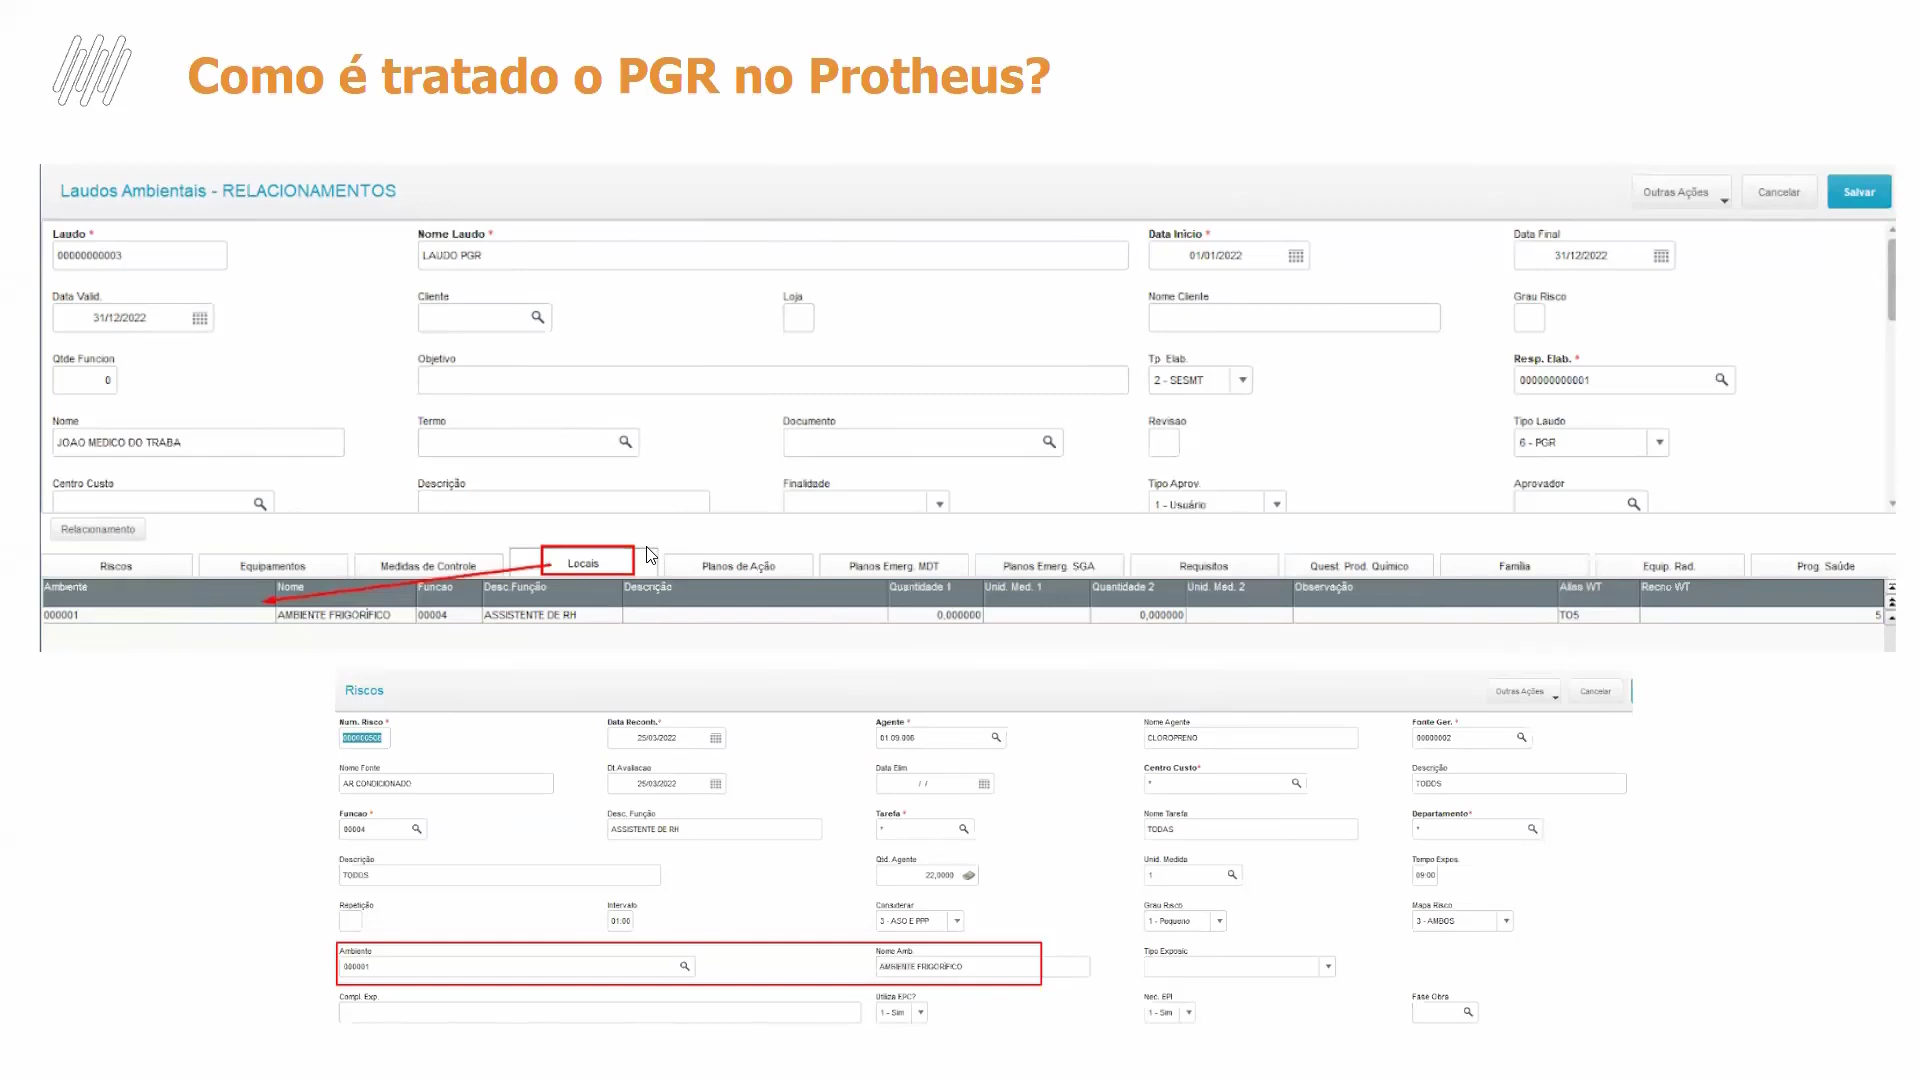 Como é tratado o PGR no Protheus?
Laudos Ambientais - RELACIONAMENTOS
Outras Ações
Cancelar
Salvar
Laudo * Nome Laudo * Data Inicio * Data Final
00000000003 LAUDO PGR 01/01/2022 31/12/2022
Data Valid. Cliente Loja Nome Cliente Grau Risco
31/12/2022
Qtde Funcion Objetivo Tp. Elab. Resp. Elab. *
0 2 - SESMT 000000000001
Nome Termo Documento Revisao Tipo Laudo
JOAO MEDICO DO TRABA 6 - PGR
Centro Custo Descrição Finalidade Tipo Aprov. Aprovador
1 - Usuário
Relacionamento
Riscos Equipamentos Medidas de Controle Locais Planos de Ação Planos Emerg. MDT Planos Emerg. SGA Requisitos Quest. Prod. Químico Família Equip. Rad. Prog. Saúde
Ambiente Nome Funcao Desc.Função Descrição Quantidade 1 Unid. Med. 1 Quantidade 2 Unid. Med. 2 Observação Alias WT Recno WT
000001 AMBIENTE FRIGORÍFICO 00004 ASSISTENTE DE RH 0,000000 0,000000 TO5 5
Riscos
Outras Ações
Cancelar
Num. Risco * Data Reconh.* Agente * Nome Agente Fonte Ger. *
000000508 25/03/2022 01.09.006 CLOROPRENO 00000002
Nome Fonte Dt.Avaliacao Data Elim Centro Custo* Descrição
AR CONDICIONADO 25/03/2022 / / * TODOS
Funcao * Desc. Função Tarefa * Nome Tarefa Departamento*
00004 ASSISTENTE DE RH * TODAS *
Descrição Qtd. Agente Unid. Medida Tempo Expos.
TODOS 22,0000 1 09:00
Repetição Intervalo Considerar Grau Risco Mapa Risco
01:00 3 - ASO E PPP 1 - Pequeno 3 - AMBOS
Ambiente Nome Amb. Tipo Exposic
000001 AMBIENTE FRIGORÍFICO
Compl. Exp. Utiliza EPC? Nec. EPI Fase Obra
1 - Sim 1 - Sim